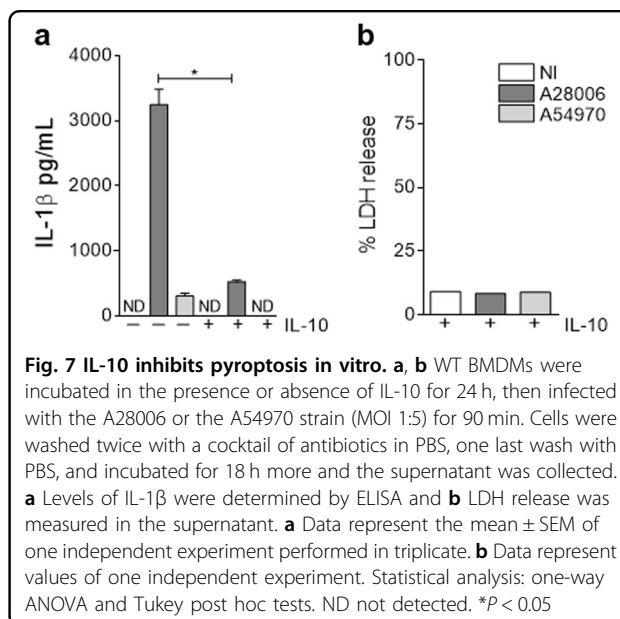 a
b
4000
3000
2000
1000
0
IL-1β pg/mL
*
ND
ND
ND
− − − + + + IL-10
100
75
50
25
0
% LDH release
NI
A28006
A54970
+ + + IL-10
Fig. 7 IL-10 inhibits pyroptosis in vitro. a, b WT BMDMs were
incubated in the presence or absence of IL-10 for 24 h, then infected
with the A28006 or the A54970 strain (MOI 1:5) for 90 min. Cells were
washed twice with a cocktail of antibiotics in PBS, one last wash with
PBS, and incubated for 18 h more and the supernatant was collected.
a Levels of IL-1β were determined by ELISA and b LDH release was
measured in the supernatant. a Data represent the mean ± SEM of
one independent experiment performed in triplicate. b Data represent
values of one independent experiment. Statistical analysis: one-way
ANOVA and Tukey post hoc tests. ND not detected. *P < 0.05